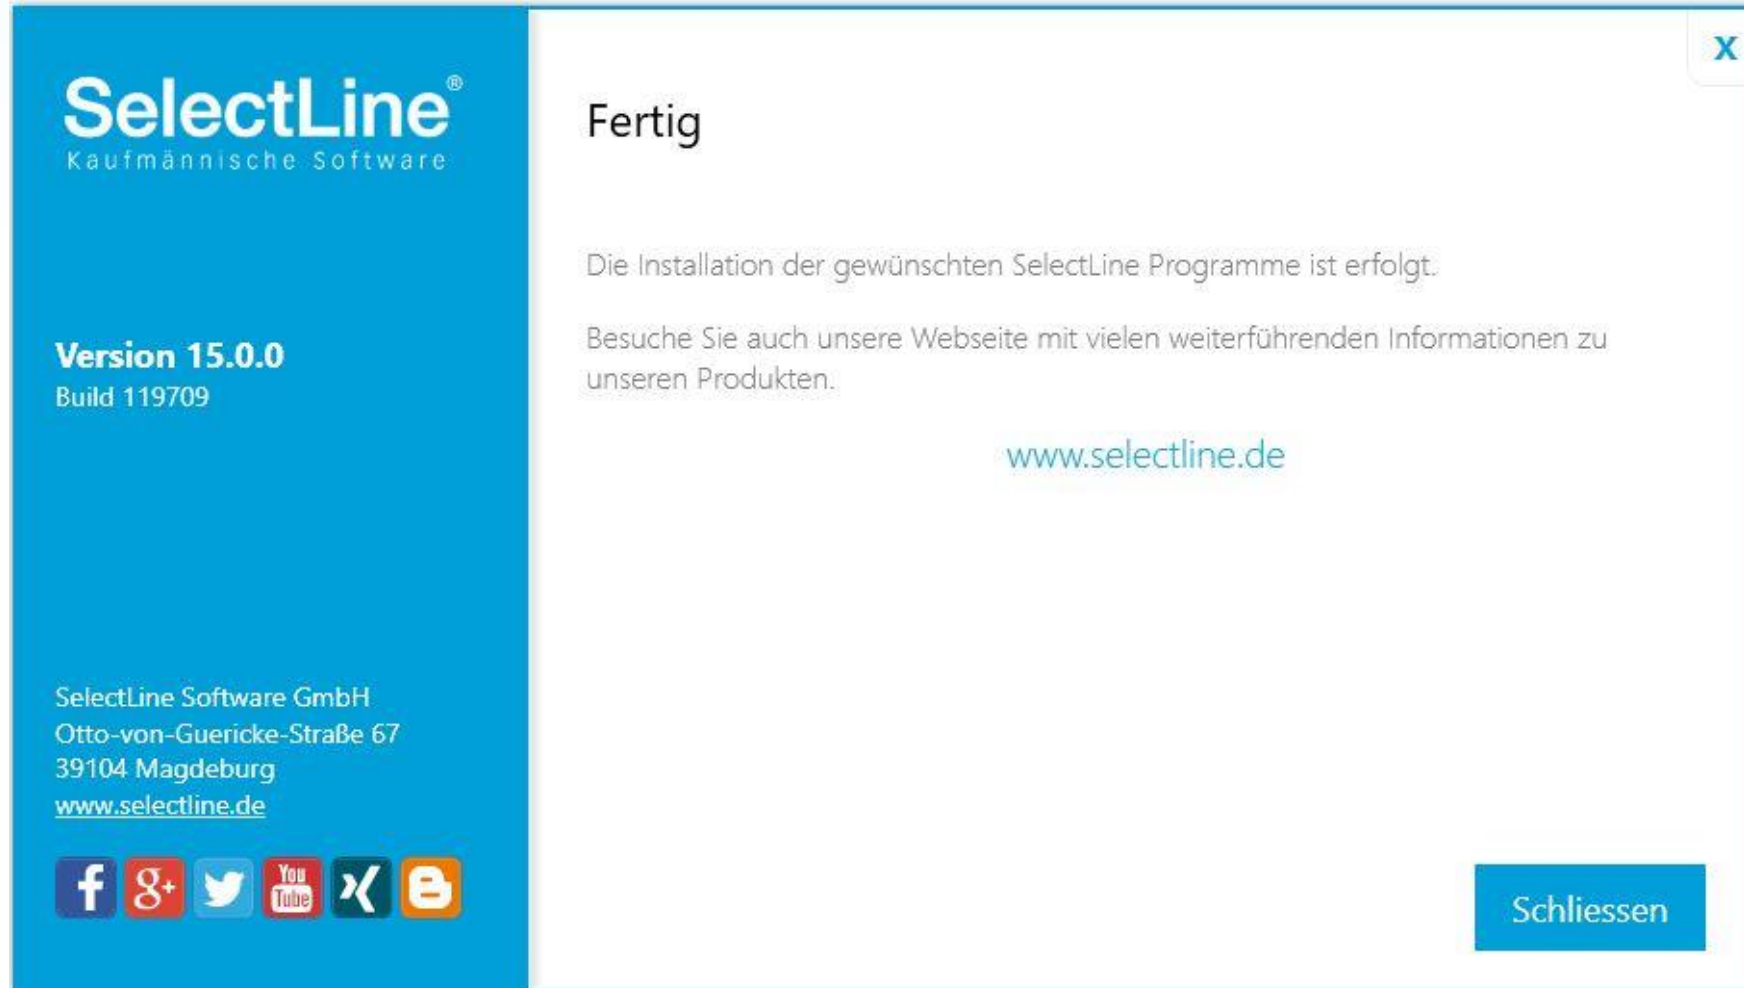 SelectLine®
Kaufmännische Software
Version 15.0.0
Build 119709
SelectLine Software GmbH
Otto-von-Guericke-Straße 67
39104 Magdeburg
www.selectline.de
f
g+
You
Tube
X
Fertig
Die Installation der gewünschten SelectLine Programme ist erfolgt.
Besuche Sie auch unsere Webseite mit vielen weiterführenden Informationen zu
unseren Produkten.
www.selectline.de
Schliessen